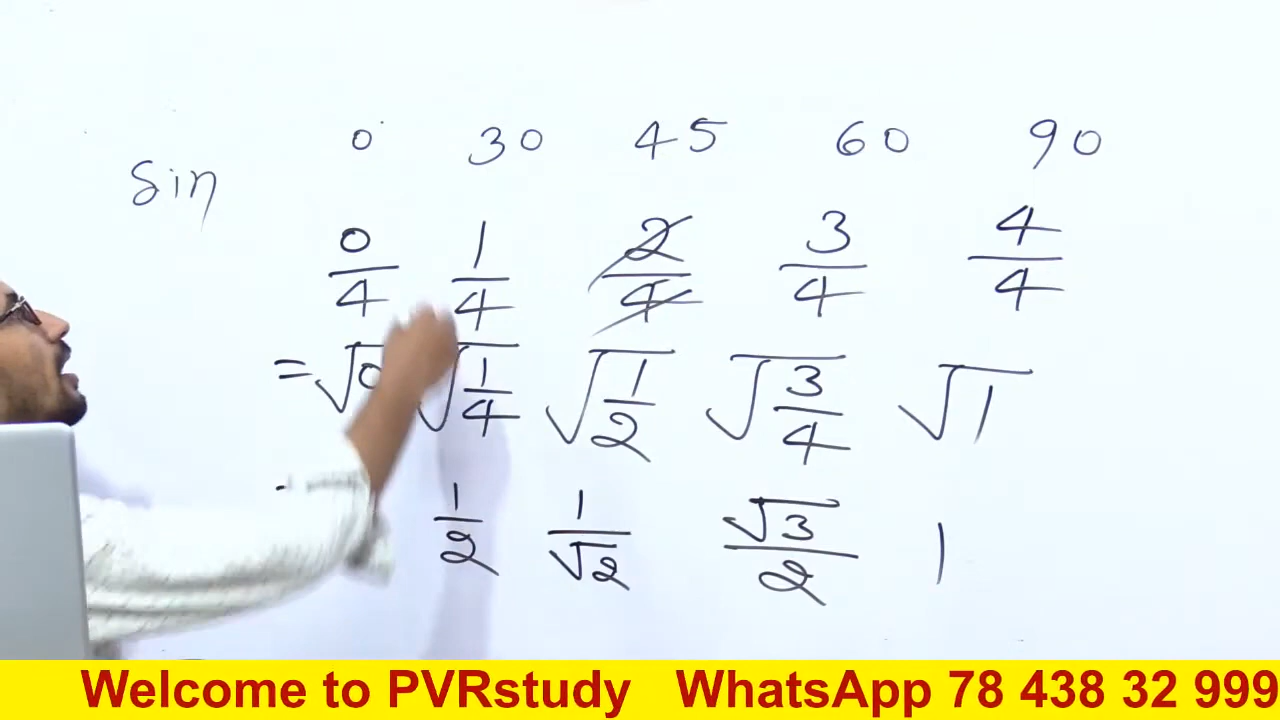 0 30 45 60 90
Sin
0/4 1/4 2/4 3/4 4/4
= √0 √1/4 √1/2 √3/4 √1
1/2 1/√2 √3/2 1
Welcome to PVRstudy WhatsApp 78 438 32 999